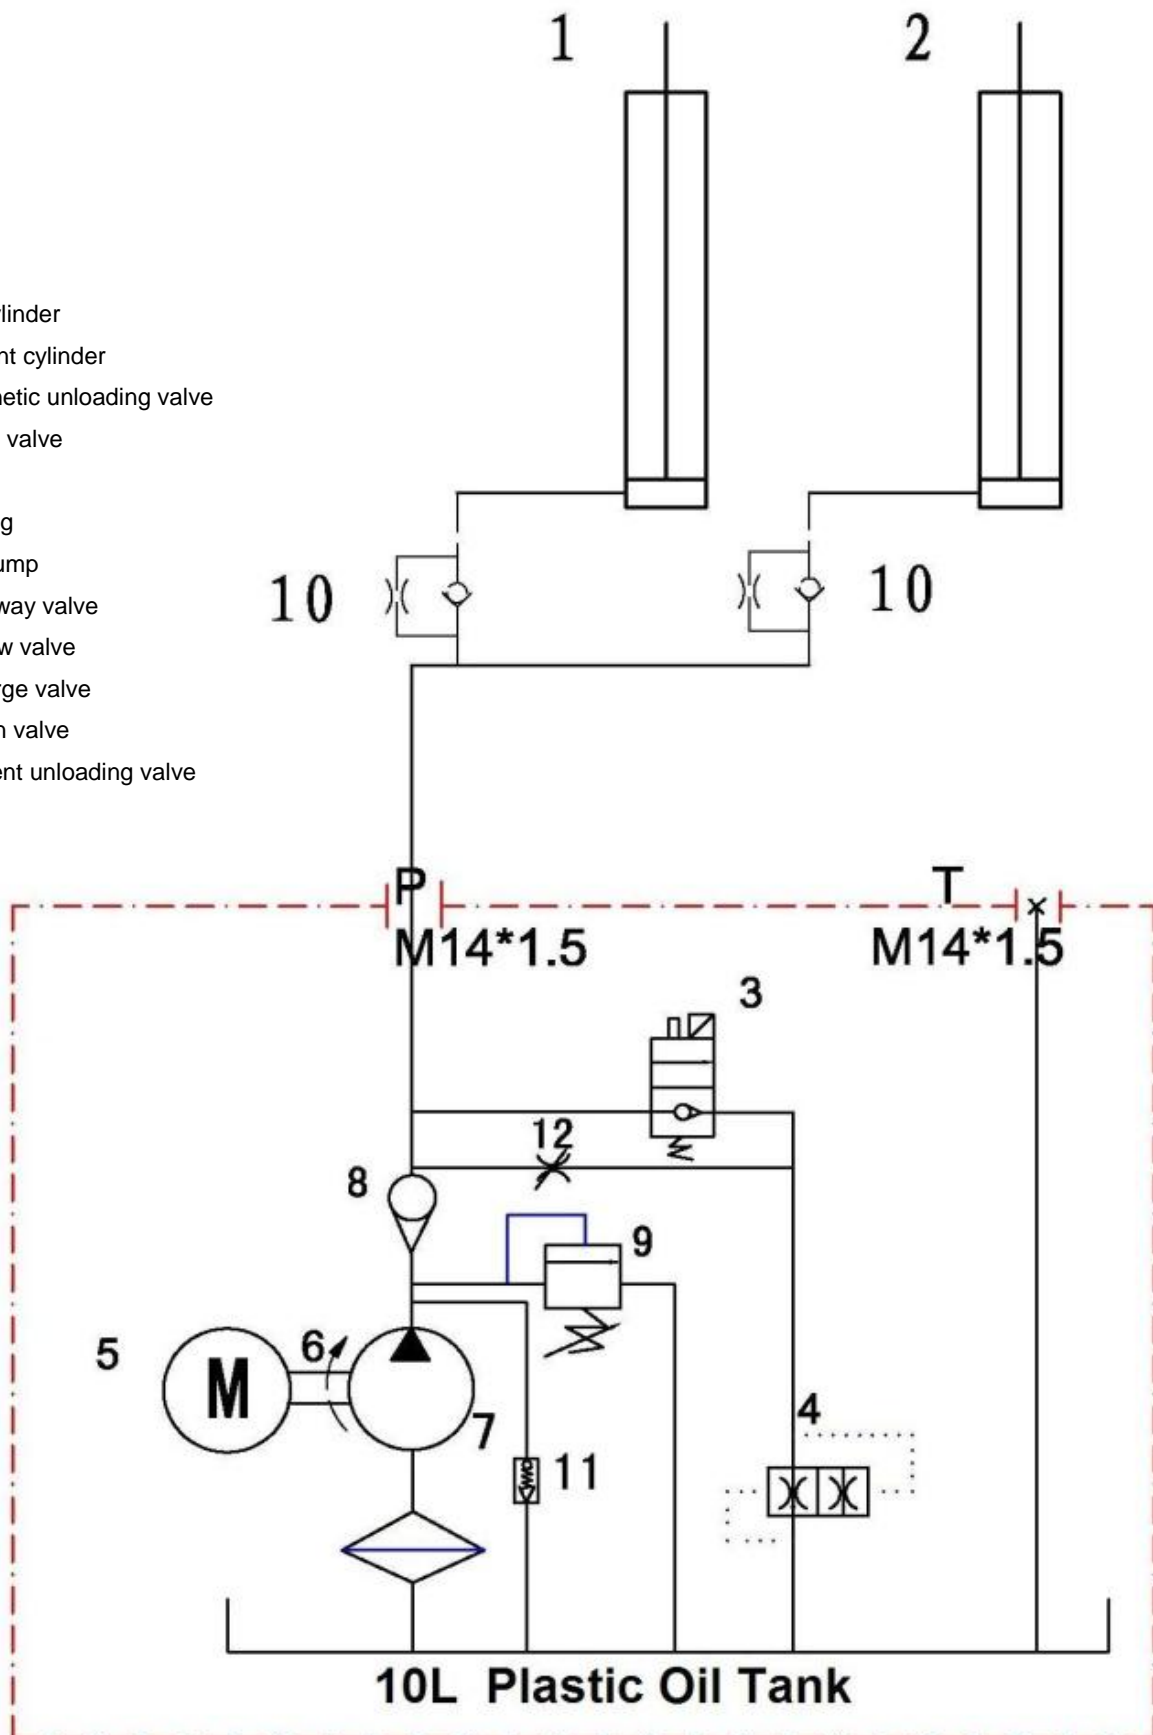 1
2
linder
nt cylinder
netic unloading valve
valve
g
ump
way valve
w valve
rge valve
n valve
ent unloading valve
10
10
P
T
M14*1.5
M14*1.5
3
12
8
9
5
6
M
7
4
11
10L Plastic Oil Tank